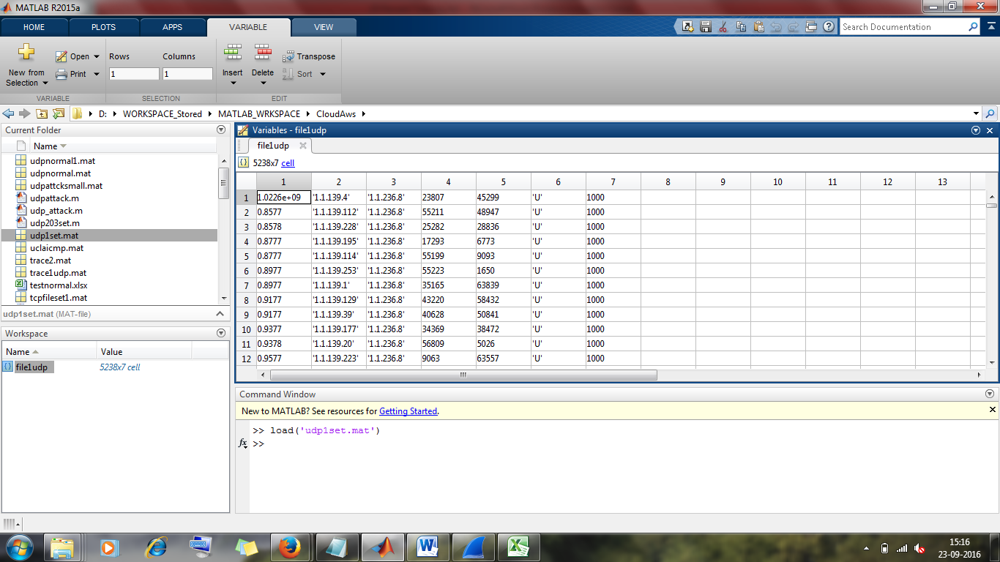 MATLAB R2015a
HOME PLOTS APPS VARIABLE VIEW Search Documentation
New from Selection Open Print Rows Columns 1 1 Insert Delete Transpose Sort
VARIABLE SELECTION EDIT
D: WORKSPACE_Stored MATLAB_WRKSPACE CloudAws
Current Folder
Name
udpnormal1.mat
udpnormal.mat
udpattcksmall.mat
udpattack.m
udp_attack.m
udp203set.m
udp1set.mat
uclaicmp.mat
trace2.mat
trace1udp.mat
testnormal.xlsx
tcpfileset1.mat
udp1set.mat (MAT-file)
Workspace
Name Value
file1udp 5238x7 cell
Variables - file1udp
file1udp
{} 5238x7 cell
1 2 3 4 5 6 7 8 9 10 11 12 13
1 1.0226e+09 '1.1.139.4' '1.1.236.8' 23807 45299 'U' 1000
2 0.8577 '1.1.139.112' '1.1.236.8' 55211 48947 'U' 1000
3 0.8578 '1.1.139.228' '1.1.236.8' 25282 28836 'U' 1000
4 0.8777 '1.1.139.195' '1.1.236.8' 17293 6773 'U' 1000
5 0.8777 '1.1.139.114' '1.1.236.8' 55199 9093 'U' 1000
6 0.8977 '1.1.139.253' '1.1.236.8' 55223 1650 'U' 1000
7 0.8977 '1.1.139.1' '1.1.236.8' 35165 63839 'U' 1000
8 0.9177 '1.1.139.129' '1.1.236.8' 43220 58432 'U' 1000
9 0.9177 '1.1.139.39' '1.1.236.8' 40628 50841 'U' 1000
10 0.9377 '1.1.139.177' '1.1.236.8' 34369 38472 'U' 1000
11 0.9378 '1.1.139.20' '1.1.236.8' 56809 5026 'U' 1000
12 0.9577 '1.1.139.223' '1.1.236.8' 9063 63557 'U' 1000
Command Window
New to MATLAB? See resources for Getting Started.
>> load('udp1set.mat')
fx >>
15:16
23-09-2016